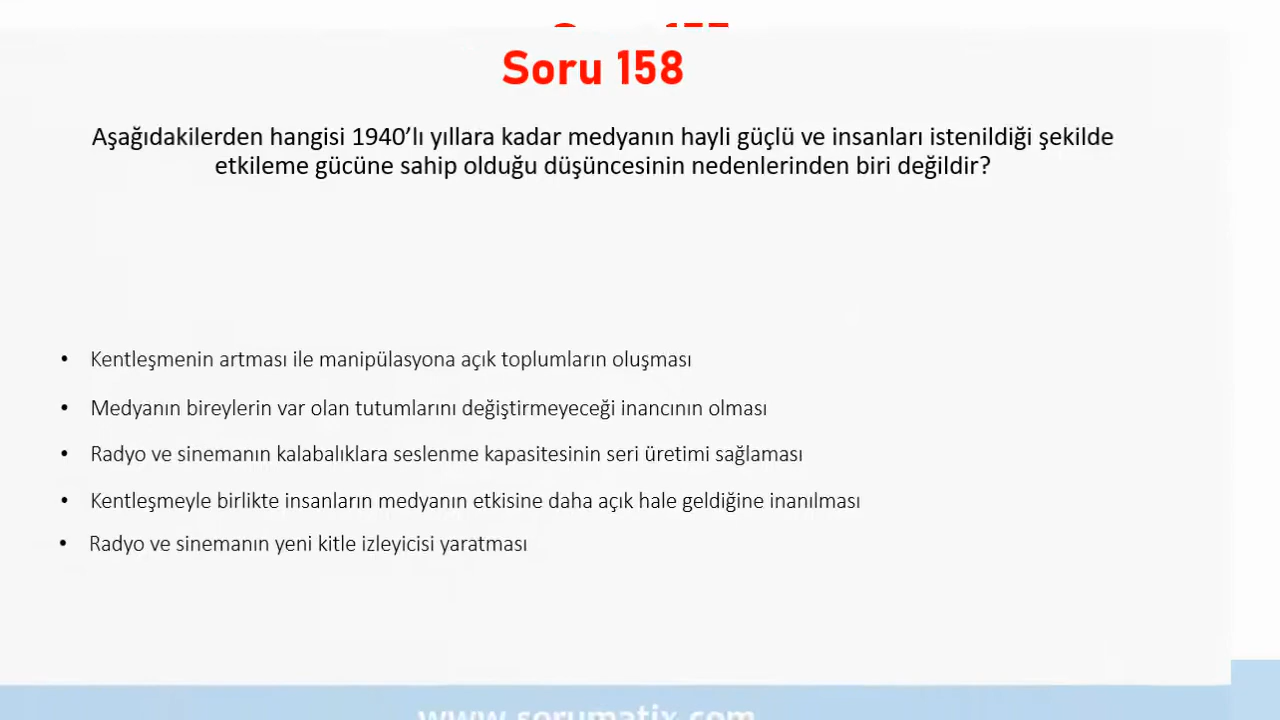 Soru 158
Aşağıdakilerden hangisi 1940’lı yıllara kadar medyanın hayli güçlü ve insanları istenildiği şekilde
etkileme gücüne sahip olduğu düşüncesinin nedenlerinden biri değildir?
• Kentleşmenin artması ile manipülasyona açık toplumların oluşması
• Medyanın bireylerin var olan tutumlarını değiştirmeyeceği inancının olması
• Radyo ve sinemanın kalabalıklara seslenme kapasitesinin seri üretimi sağlaması
• Kentleşmeyle birlikte insanların medyanın etkisine daha açık hale geldiğine inanılması
• Radyo ve sinemanın yeni kitle izleyicisi yaratması
www.sorumatix.com